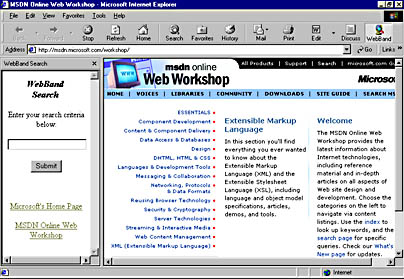 MSDN Online Web Workshop - Microsoft Internet Explorer
File Edit View Favorites Tools Help
Back Stop Refresh Home Search Favorites History Mail Print Edit Discuss WebBand
Address http://msdn.microsoft.com/workshop/ Go Links
WebBand Search
WebBand
Search
Enter your search criteria
below:
Submit
Microsoft's Home Page
MSDN Online Web
Workshop
All Products | Support | Search | microsoft.com
msdn online
Web Workshop
Microso
HOME | VOICES | LIBRARIES | COMMUNITY | DOWNLOADS | SITE GUIDE | SEARCH MS
ESSENTIALS
Component Development
Content & Component Delivery
Data Access & Databases
Design
DHTML, HTML & CSS
Languages & Development Tools
Messaging & Collaboration
Networking, Protocols
& Data Formats
Reusing Browser Technology
Security & Cryptography
Server Technologies
Streaming & Interactive Media
Web Content Management
XML (Extensible Markup Language)
Extensible Markup
Language
In this section you'll find
everything you ever wanted
to know about the
Extensible Markup
Language (XML) and the
Extensible Stylesheet
Language (XSL), including
language and object model
specifications, articles,
demos, and tools.
Welcome
The MSDN Online Web
Workshop provides the
latest information about
Internet technologies,
including reference
material and in-depth
articles on all aspects of
Web site design and
development. Choose the
categories on the left to
navigate via content
listings. Use the index to
look up keywords, and the
search page for specific
queries. Check our What's
New page for updates.
Internet